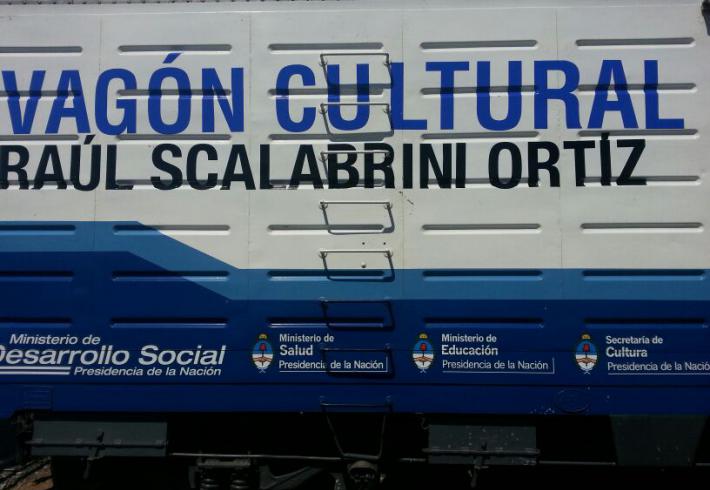 VAGÓN CULTURAL
RAÚL SCALABRINI ORTÍZ
Ministerio de
Desarrollo Social
Presidencia de la Nación
Ministerio de
Salud
Presidencia de la Nación
Ministerio de
Educación
Presidencia de la Nación
Secretaría de
Cultura
Presidencia de la Nación